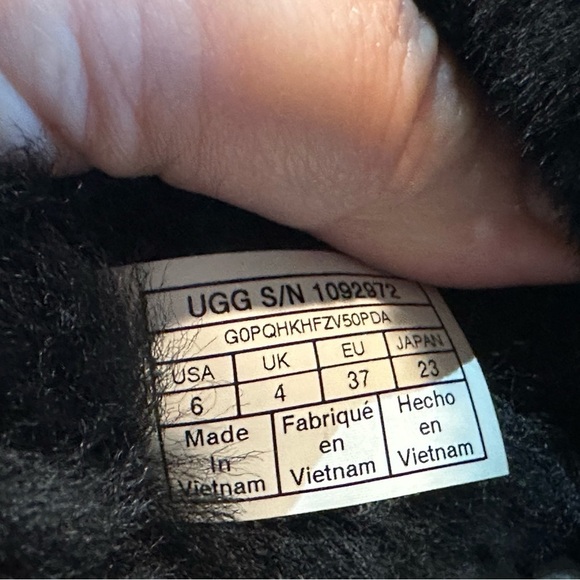 UGG S/N 1092972
G0PQHKHFZV50PDA
USA UK EU JAPAN
6 4 37 23
Made In Vietnam
Fabriqué en Vietnam
Hecho en Vietnam